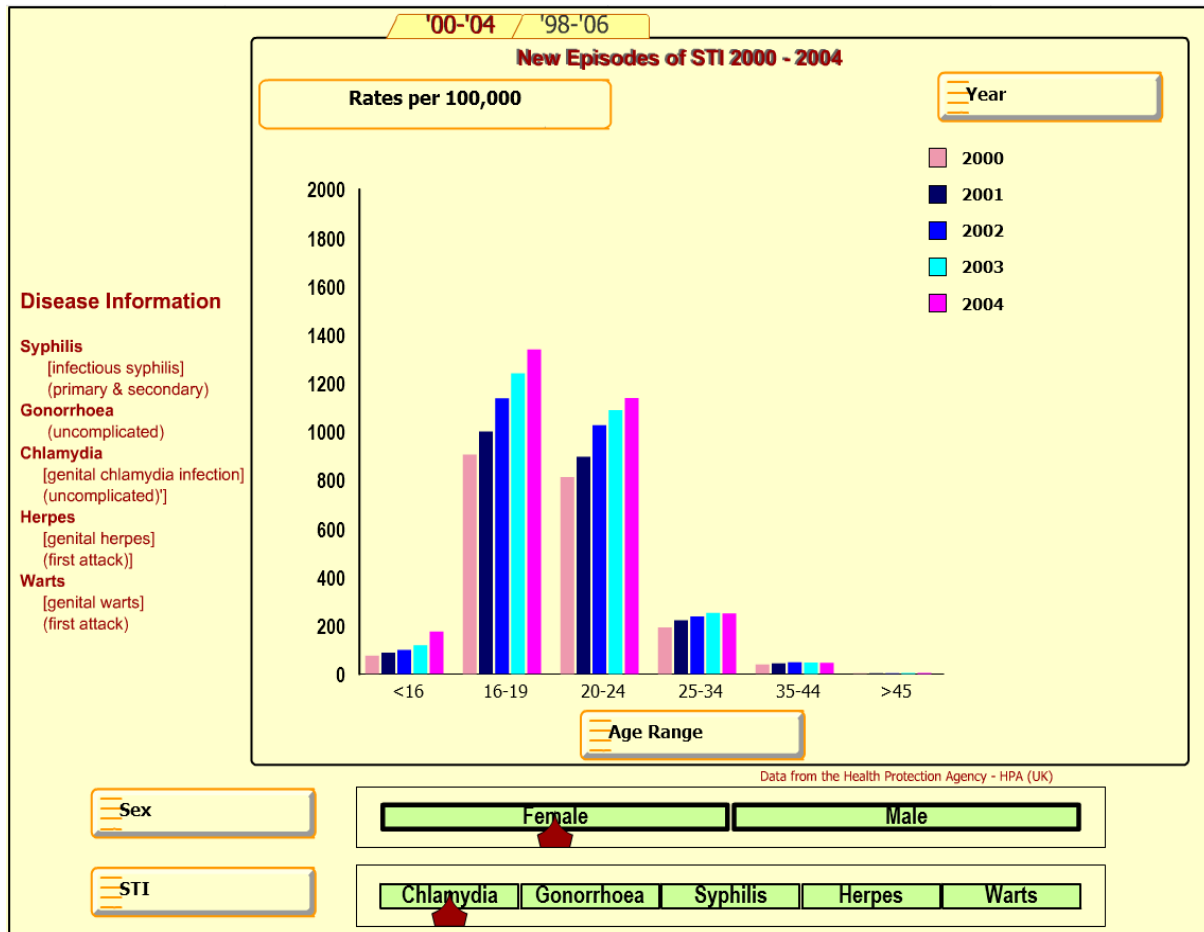 '00-'04
'98-'06
New Episodes of STI 2000 - 2004
Rates per 100,000
Year
2000
2001
2002
2003
2004
2000
1800
1600
1400
1200
1000
800
600
400
200
0
<16
16-19
20-24
25-34
35-44
>45
Age Range
Disease Information
Syphilis
[infectious syphilis]
(primary & secondary)
Gonorrhoea
(uncomplicated)
Chlamydia
[genital chlamydia infection]
(uncomplicated)']
Herpes
[genital herpes]
(first attack)]
Warts
[genital warts]
(first attack)
Data from the Health Protection Agency - HPA (UK)
Sex
Female
Male
STI
Chlamydia
Gonorrhoea
Syphilis
Herpes
Warts